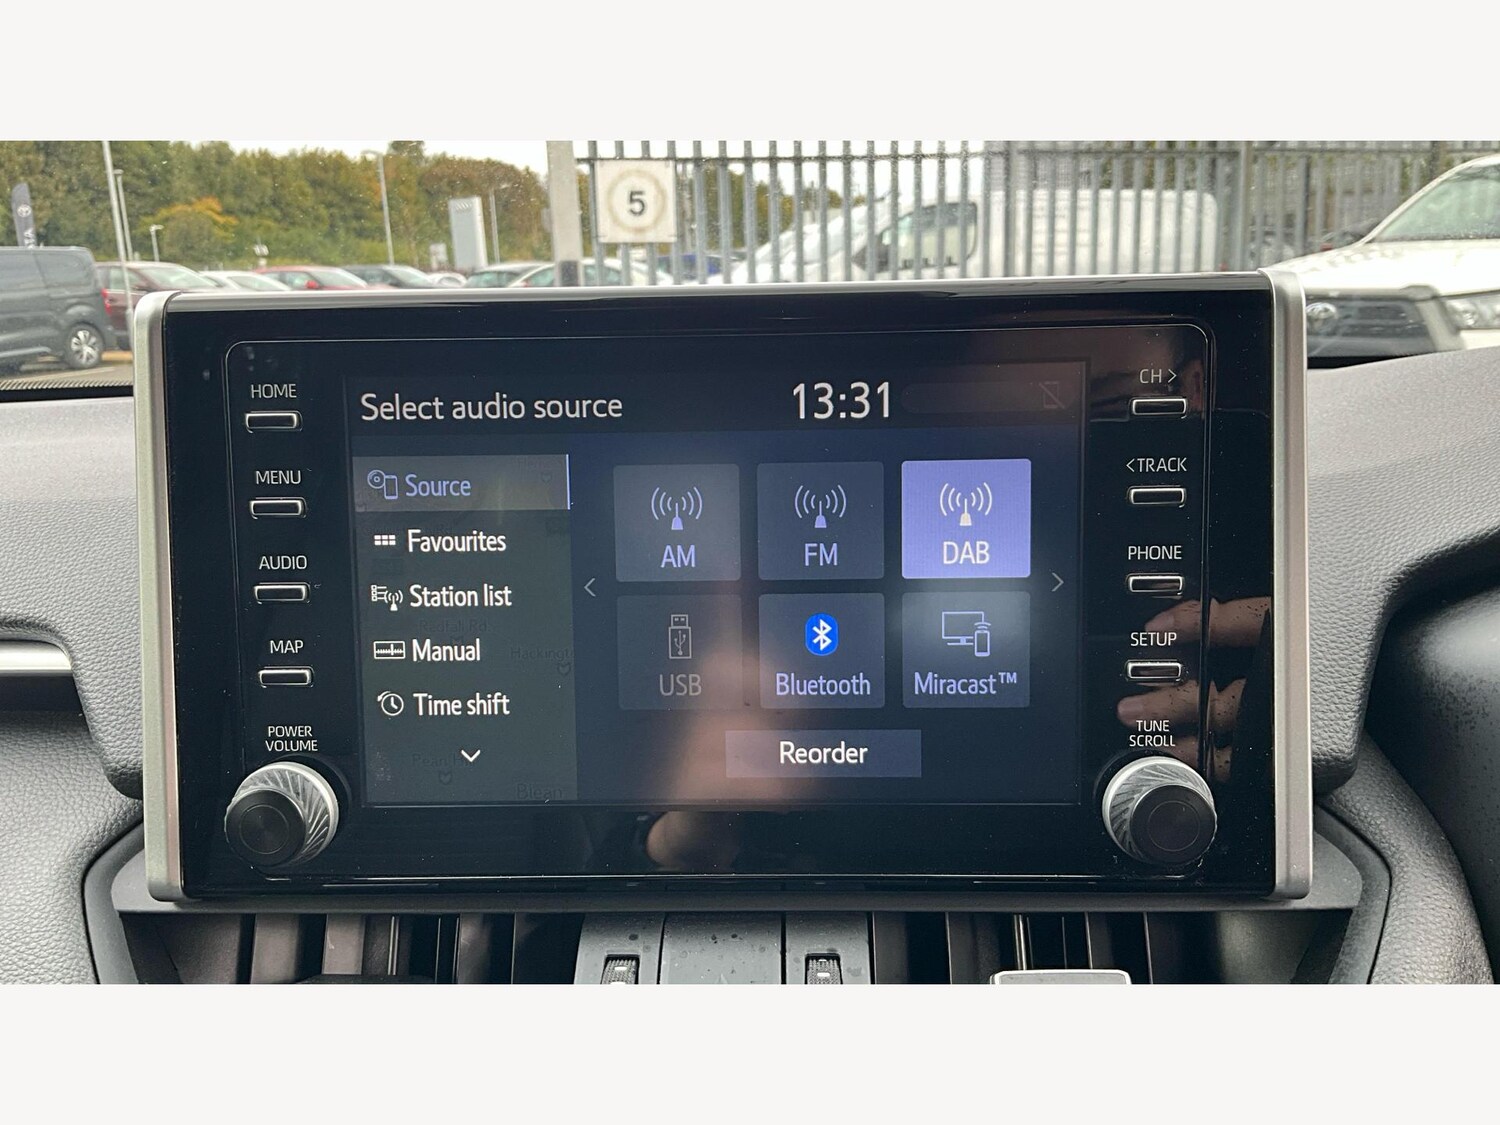 5
HOME
MENU
AUDIO
MAP
POWER
VOLUME
Select audio source
13:31
Source
Favourites
Station list
Manual
Time shift
AM
FM
DAB
USB
Bluetooth
Miracast™
Reorder
CH >
< TRACK
PHONE
SETUP
TUNE
SCROLL